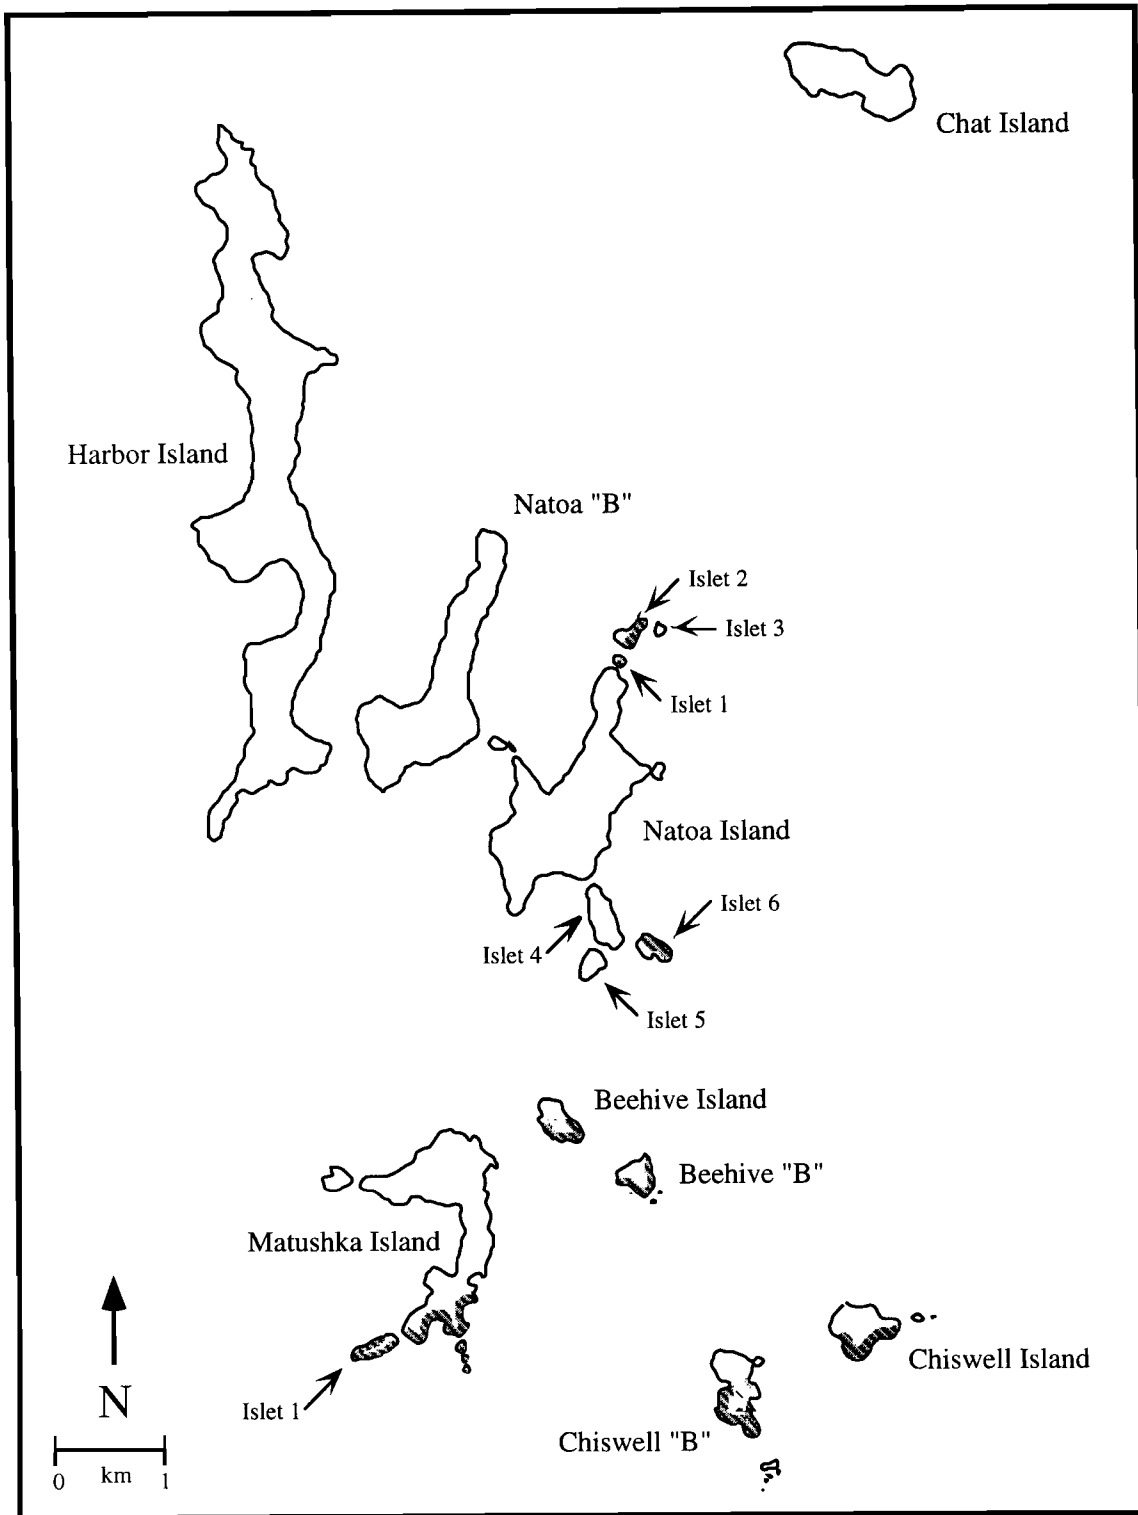 Chat Island
Harbor Island
Natoa "B"
Islet 2
Islet 3
Islet 1
Natoa Island
Islet 6
Islet 4
Islet 5
Beehive Island
Beehive "B"
Matushka Island
Chiswell Island
Islet 1
N
Chiswell "B"
0 km 1